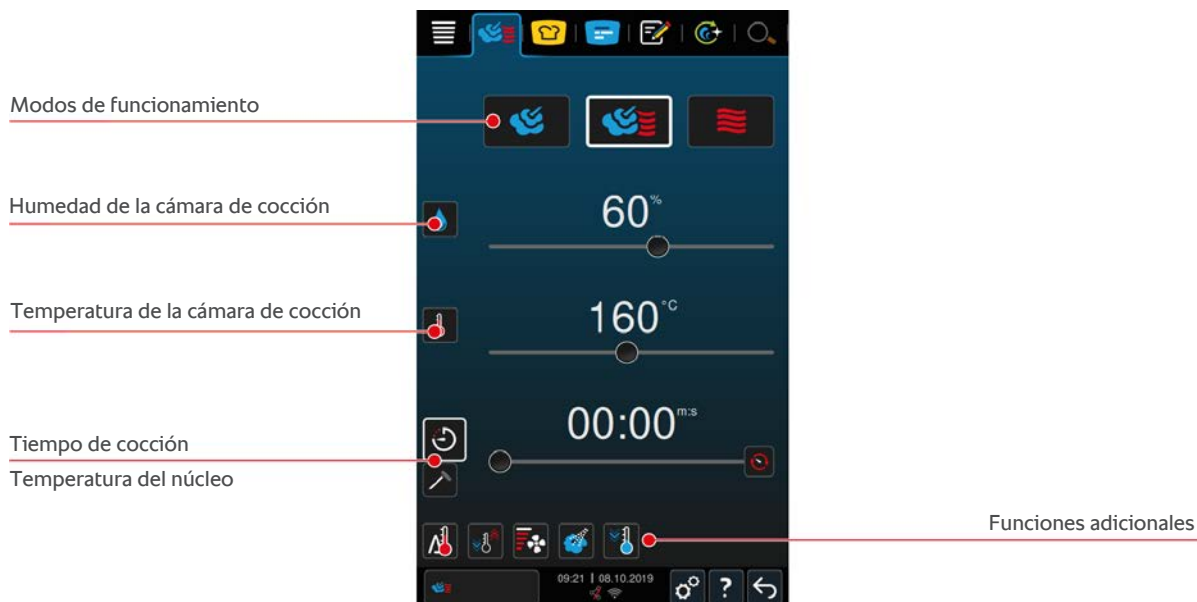 Modos de funcionamiento
Humedad de la cámara de cocción
60%
Temperatura de la cámara de cocción
160°C
00:00 m:s
Tiempo de cocción
Temperatura del núcleo
Funciones adicionales
09:21 | 08.10.2019
?